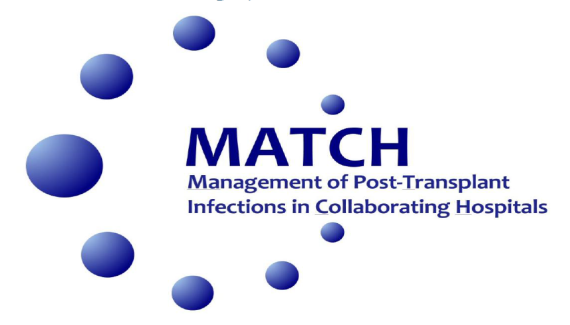 MATCH
Management of Post-Transplant
Infections in Collaborating Hospitals